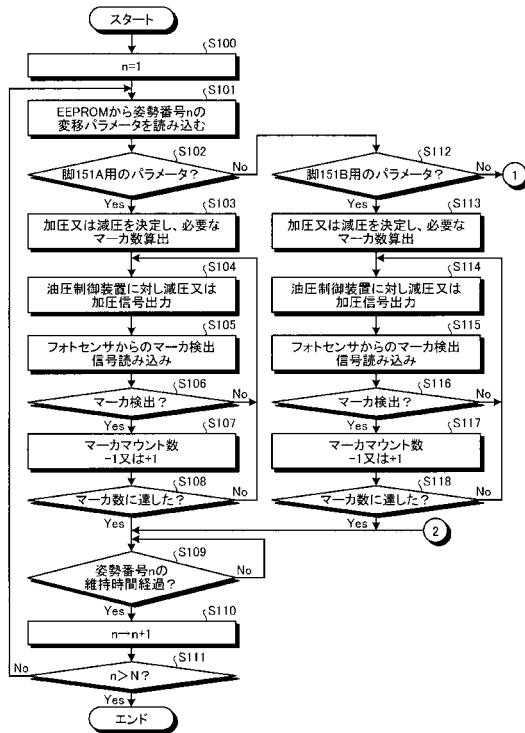 スタート
S100
n=1
S101
EEPROMから姿勢番号nの
変移パラメータを読み込む
S102
脚151A用のパラメータ?
No
Yes
S103
加圧又は減圧を決定し、必要な
マーカ数算出
S104
油圧制御装置に対し減圧又は
加圧信号出力
S105
フォトセンサからのマーカ検出
信号読み込み
S106
マーカ検出?
No
Yes
S107
マーカマウント数
-1又は+1
S108
マーカ数に達した?
No
Yes
S109
姿勢番号nの
維持時間経過?
No
Yes
S110
n→n+1
S111
n>N?
No
Yes
エンド
S112
脚151B用のパラメータ?
No
1
Yes
S113
加圧又は減圧を決定し、必要な
マーカ数算出
S114
油圧制御装置に対し減圧又は
加圧信号出力
S115
フォトセンサからのマーカ検出
信号読み込み
S116
マーカ検出?
No
Yes
S117
マーカマウント数
-1又は+1
S118
マーカ数に達した?
No
Yes
2